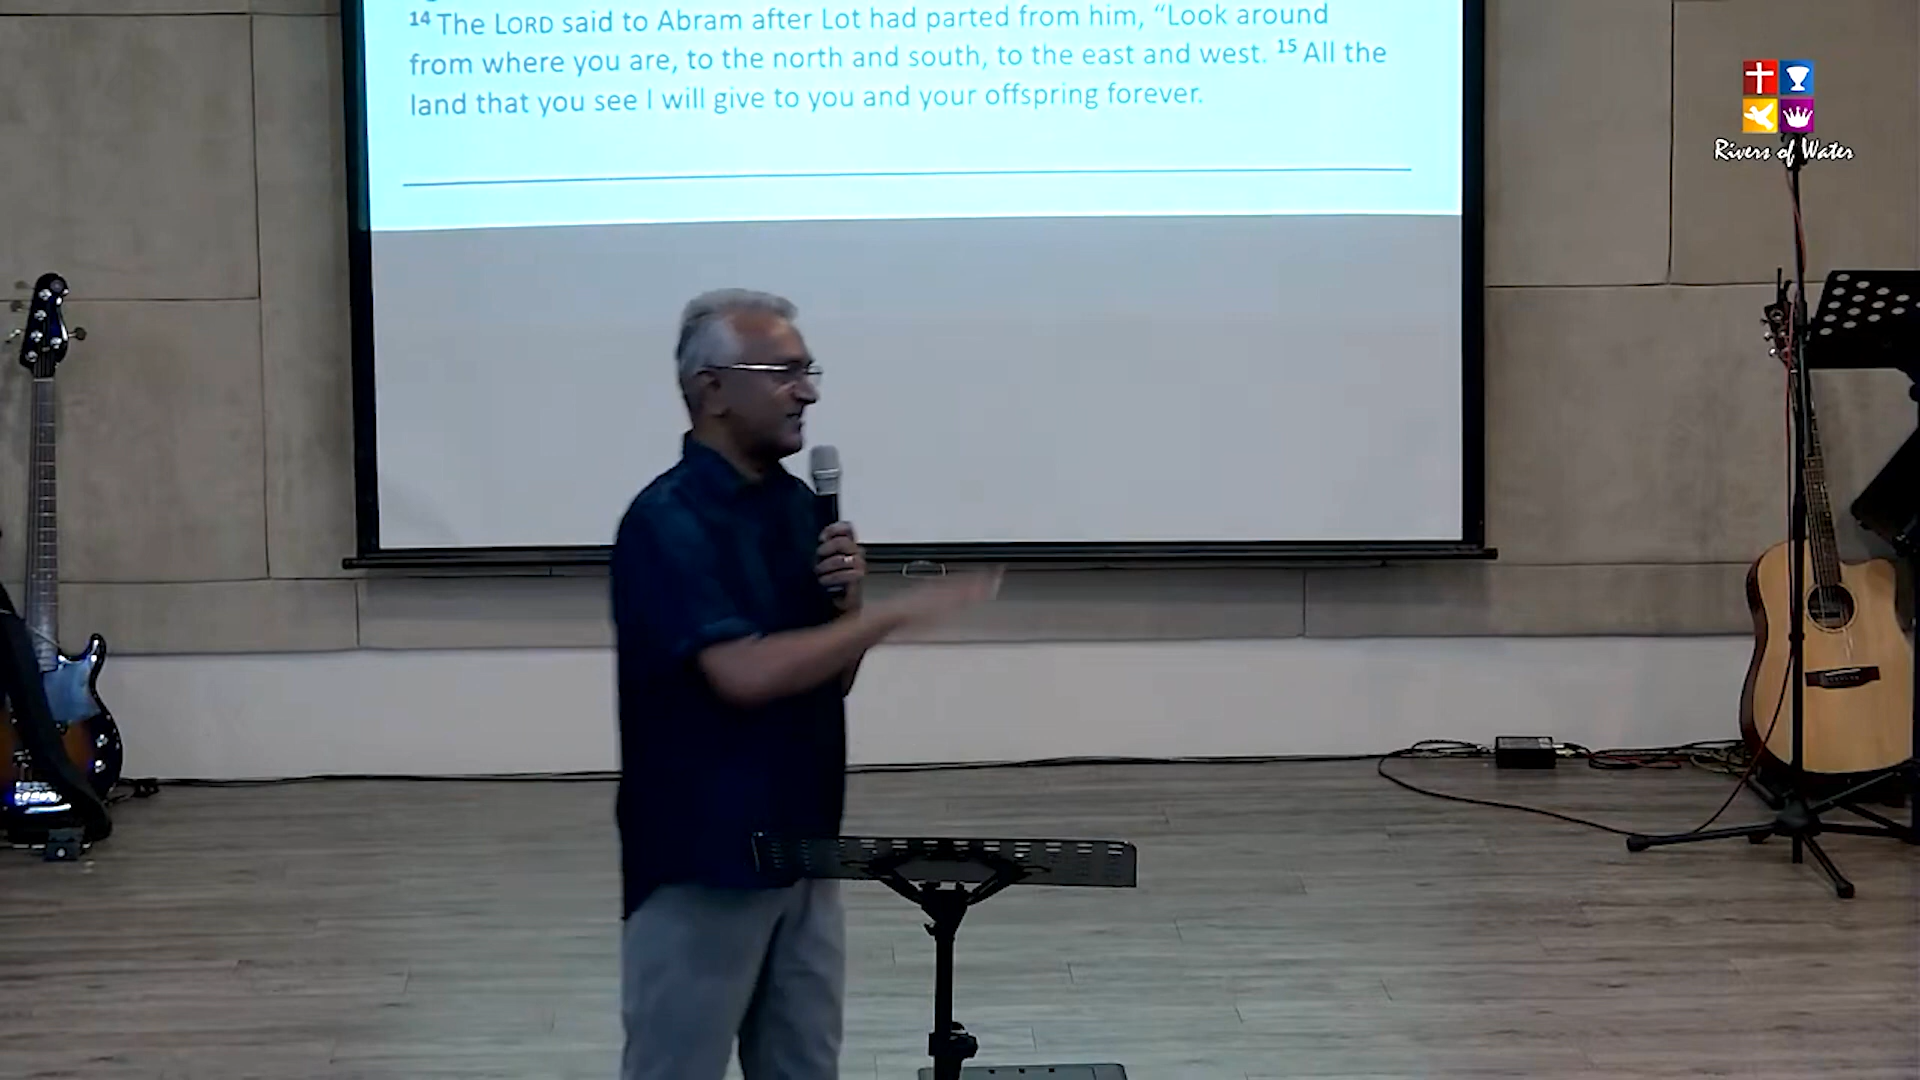 14 The LORD said to Abram after Lot had parted from him, “Look around
from where you are, to the north and south, to the east and west. 15 All the
land that you see I will give to you and your offspring forever.
Rivers of Water